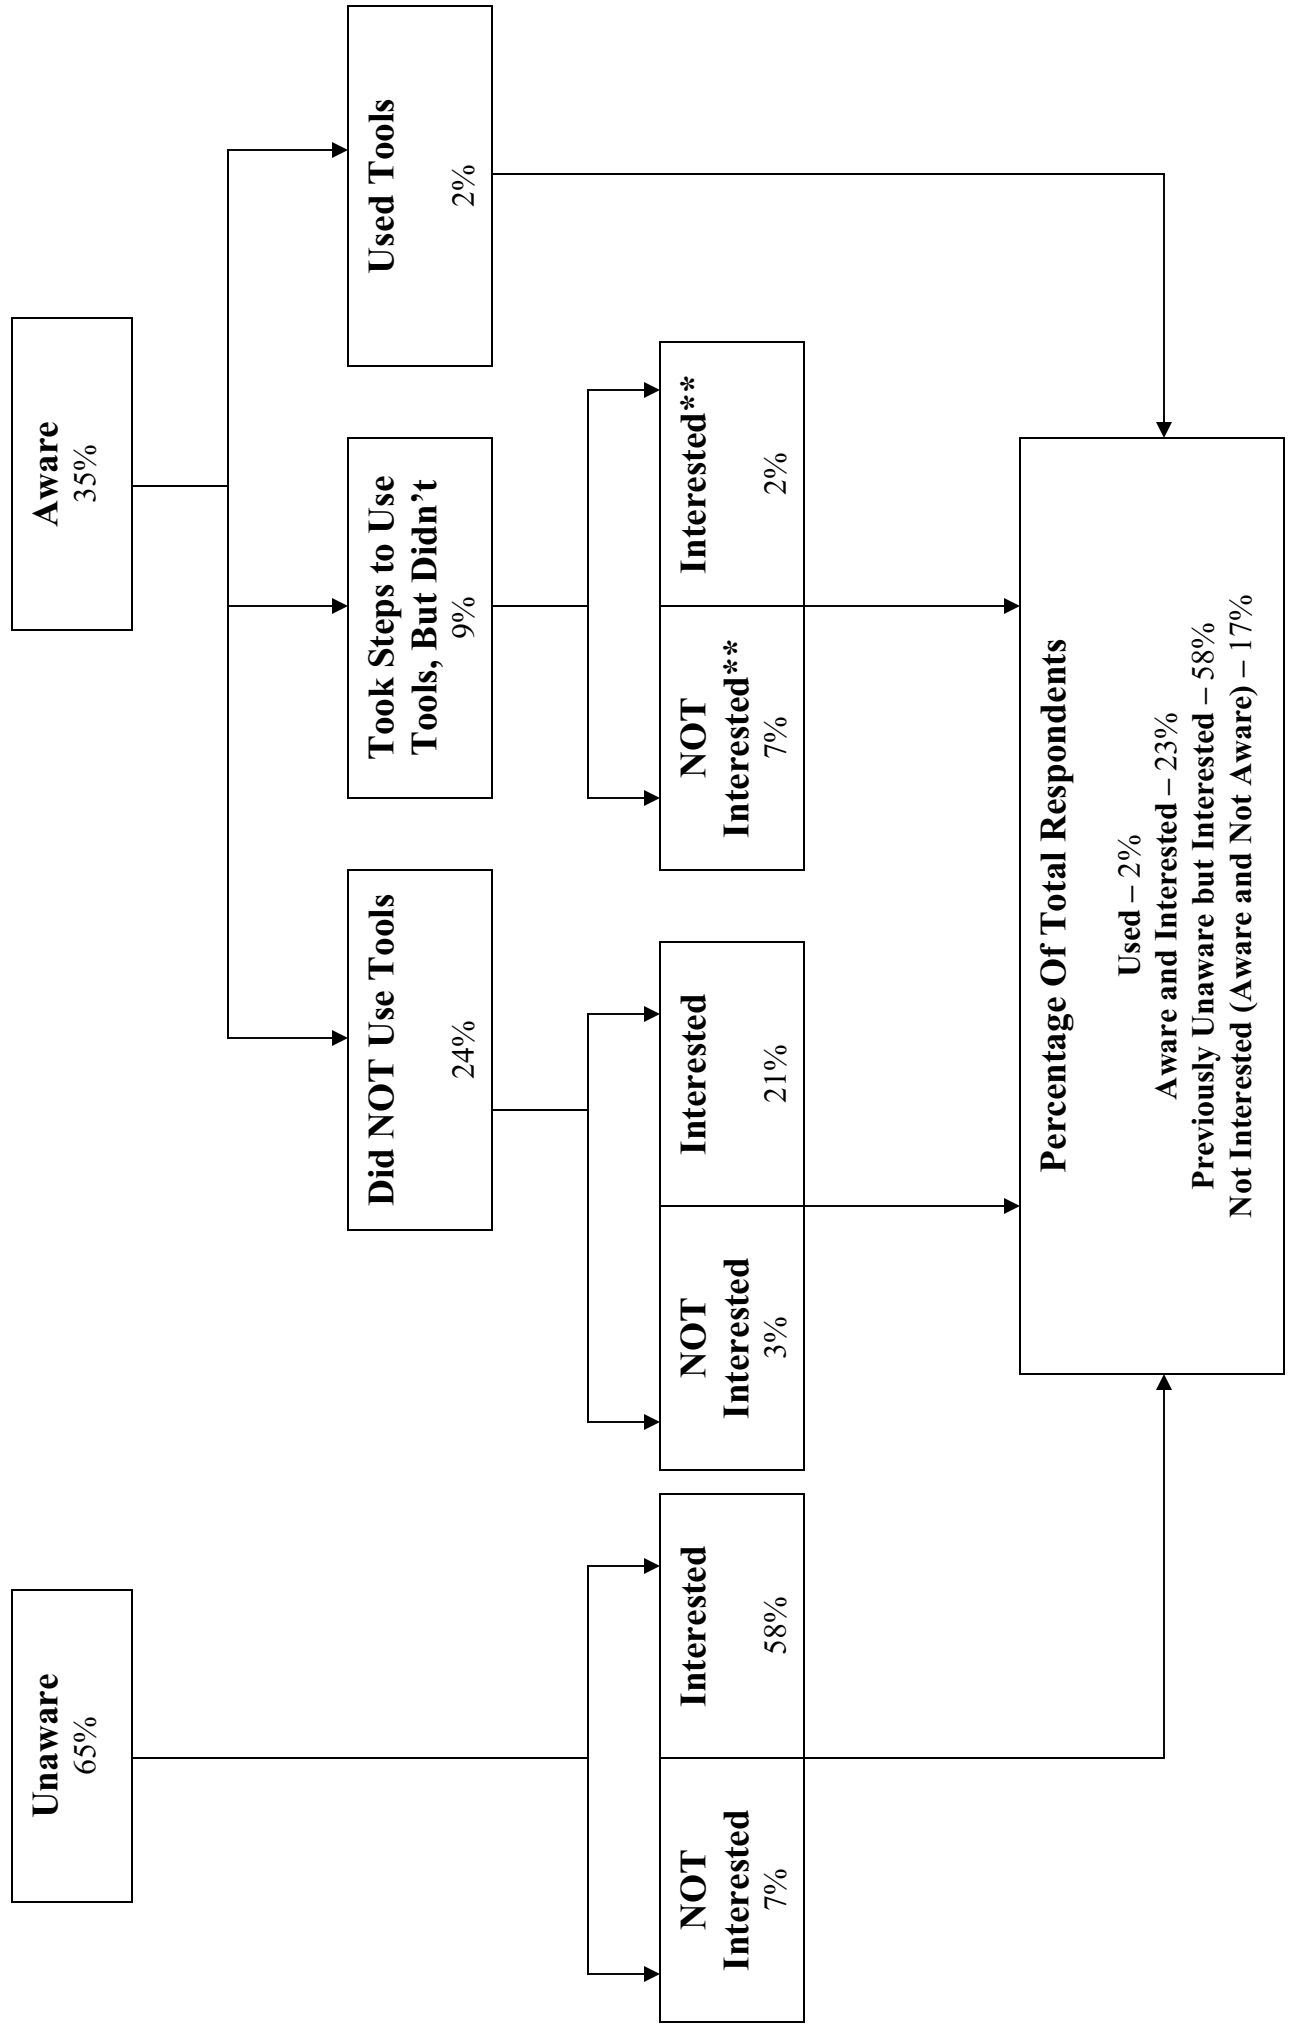 Unaware
65%
Aware
35%
Did NOT Use Tools
24%
Took Steps to Use
Tools, But Didn't
9%
Used Tools
2%
NOT
Interested
7%
Interested
58%
NOT
Interested
3%
Interested
21%
NOT
Interested**
7%
Interested**
2%
Percentage Of Total Respondents
Used – 2%
Aware and Interested – 23%
Previously Unaware but Interested – 58%
Not Interested (Aware and Not Aware) – 17%